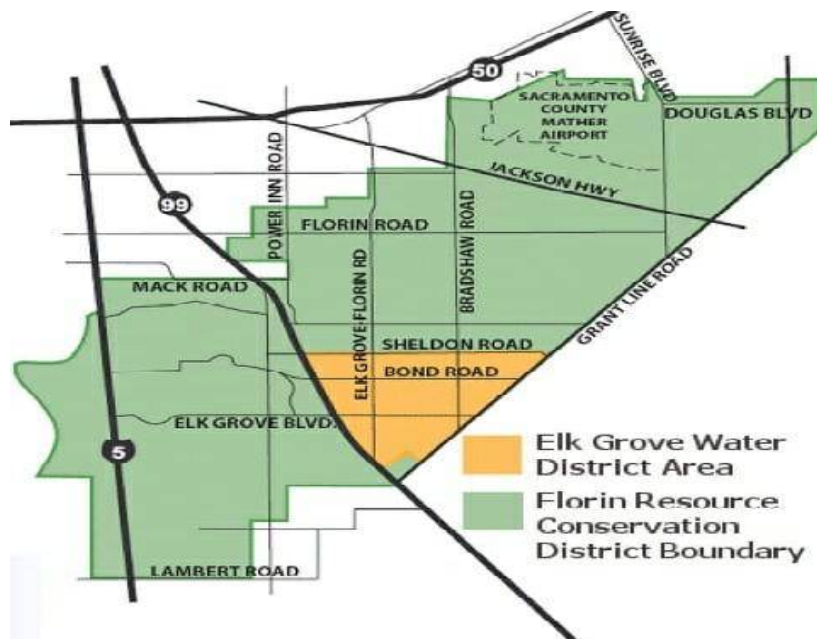 SUNRISE BLVD
50
SACRAMENTO
COUNTY
MATHER
AIRPORT
DOUGLAS BLVD
POWER INN ROAD
JACKSON HWY
99
FLORIN ROAD
BRADSHAW ROAD
ELK GROVE-FLORIN RD
MACK ROAD
GRANT LINE ROAD
SHELDON ROAD
BOND ROAD
ELK GROVE BLVD.
5
Elk Grove Water
District Area
Florin Resource
Conservation
District Boundary
LAMBERT ROAD